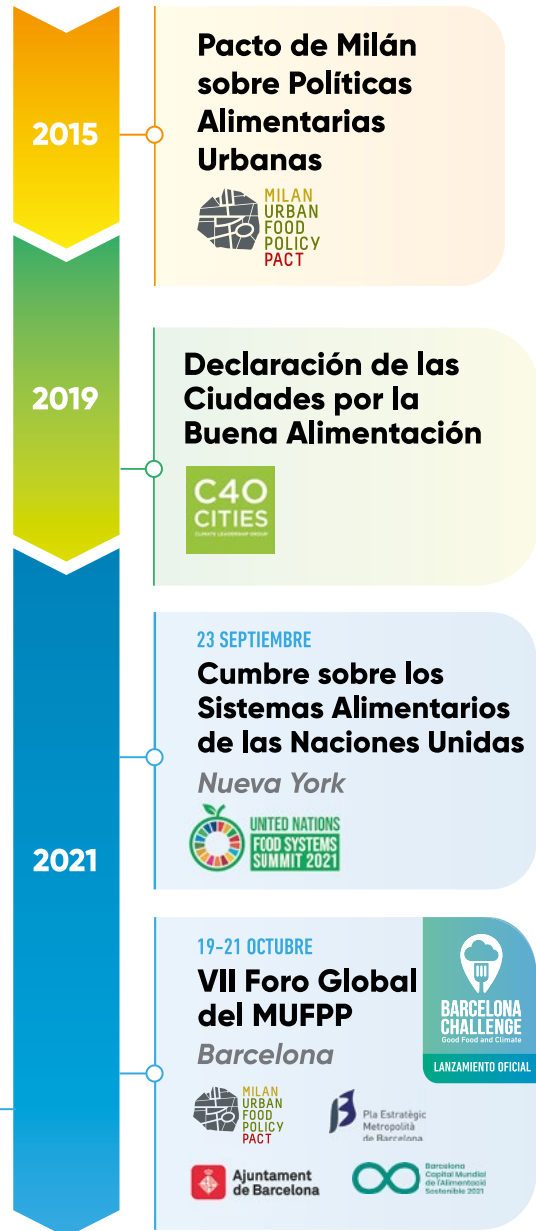 2015
Pacto de Milán
sobre Políticas
Alimentarias
Urbanas
MILAN
URBAN
FOOD
POLICY
PACT
2019
Declaración de las
Ciudades por la
Buena Alimentación
C40
CITIES
CLIMATE LEADERSHIP GROUP
2021
23 SEPTIEMBRE
Cumbre sobre los
Sistemas Alimentarios
de las Naciones Unidas
Nueva York
UNITED NATIONS
FOOD SYSTEMS
SUMMIT 2021
19-21 OCTUBRE
VII Foro Global
del MUFPP
Barcelona
BARCELONA
CHALLENGE
Good Food and Climate
LANZAMIENTO OFICIAL
MILAN
URBAN
FOOD
POLICY
PACT
Pla Estratègic
Metropolità
de Barcelona
Ajuntament
de Barcelona
Barcelona
Capital Mundial
de l'Alimentació
Sostenible 2021